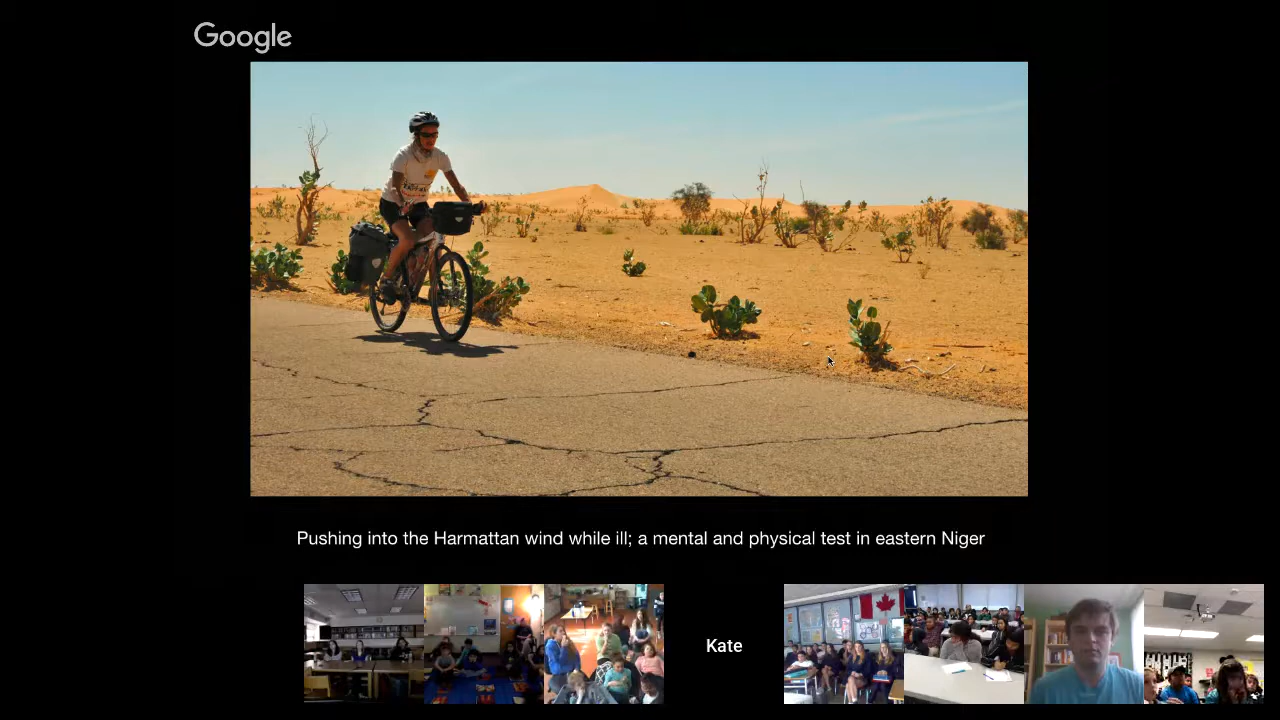 Google
Pushing into the Harmattan wind while ill; a mental and physical test in eastern Niger
Kate